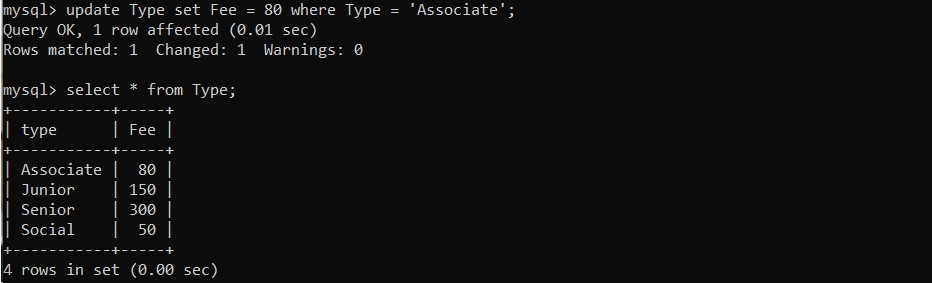 mysql> update Type set Fee = 80 where Type = 'Associate';
Query OK, 1 row affected (0.01 sec)
Rows matched: 1  Changed: 1  Warnings: 0

mysql> select * from Type;
+-----------+-----+
| type      | Fee |
+-----------+-----+
| Associate |  80 |
| Junior    | 150 |
| Senior    | 300 |
| Social    |  50 |
+-----------+-----+
4 rows in set (0.00 sec)